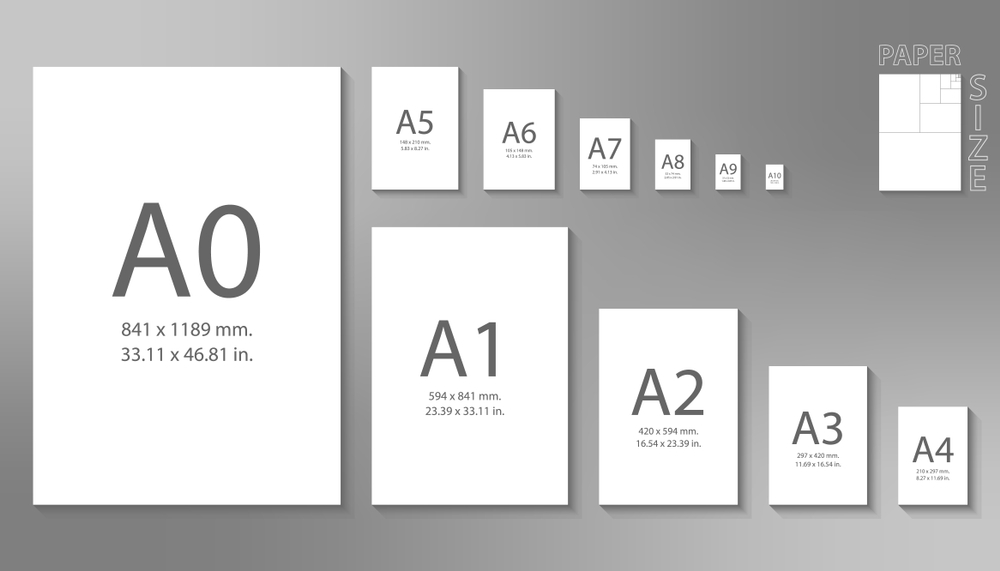 PAPER
SIZE
A0
841 x 1189 mm.
33.11 x 46.81 in.
A5
148 x 210 mm.
5.83 x 8.27 in.
A6
105 x 148 mm.
4.13 x 5.83 in.
A7
74 x 105 mm.
2.91 x 4.13 in.
A8
A9
A10
A1
594 x 841 mm.
23.39 x 33.11 in.
A2
420 x 594 mm.
16.54 x 23.39 in.
A3
297 x 420 mm.
11.69 x 16.54 in.
A4
210 x 297 mm.
8.27 x 11.69 in.